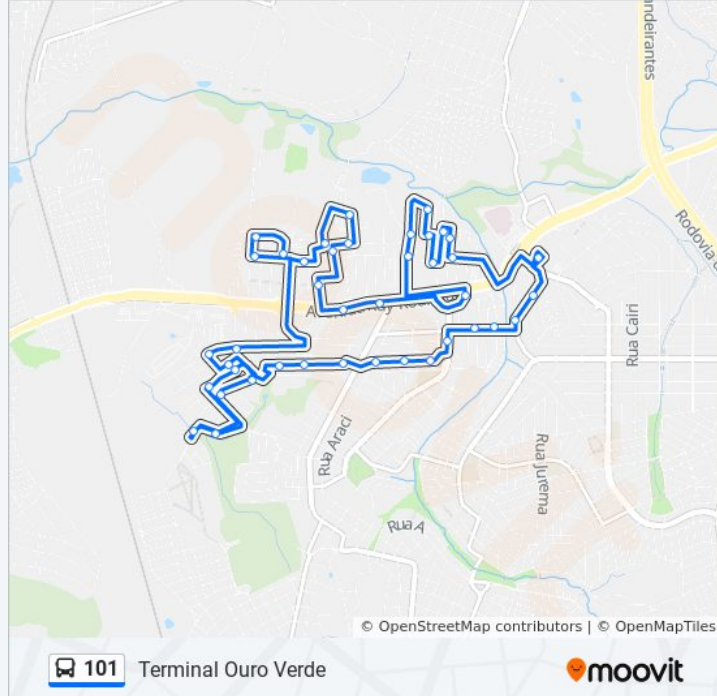 andeirantes
Rodovia
Rua Cairi
Rua Araci
Rua Jurema
Rua A
© OpenStreetMap contributors | © OpenMapTiles
101 Terminal Ouro Verde
moovit